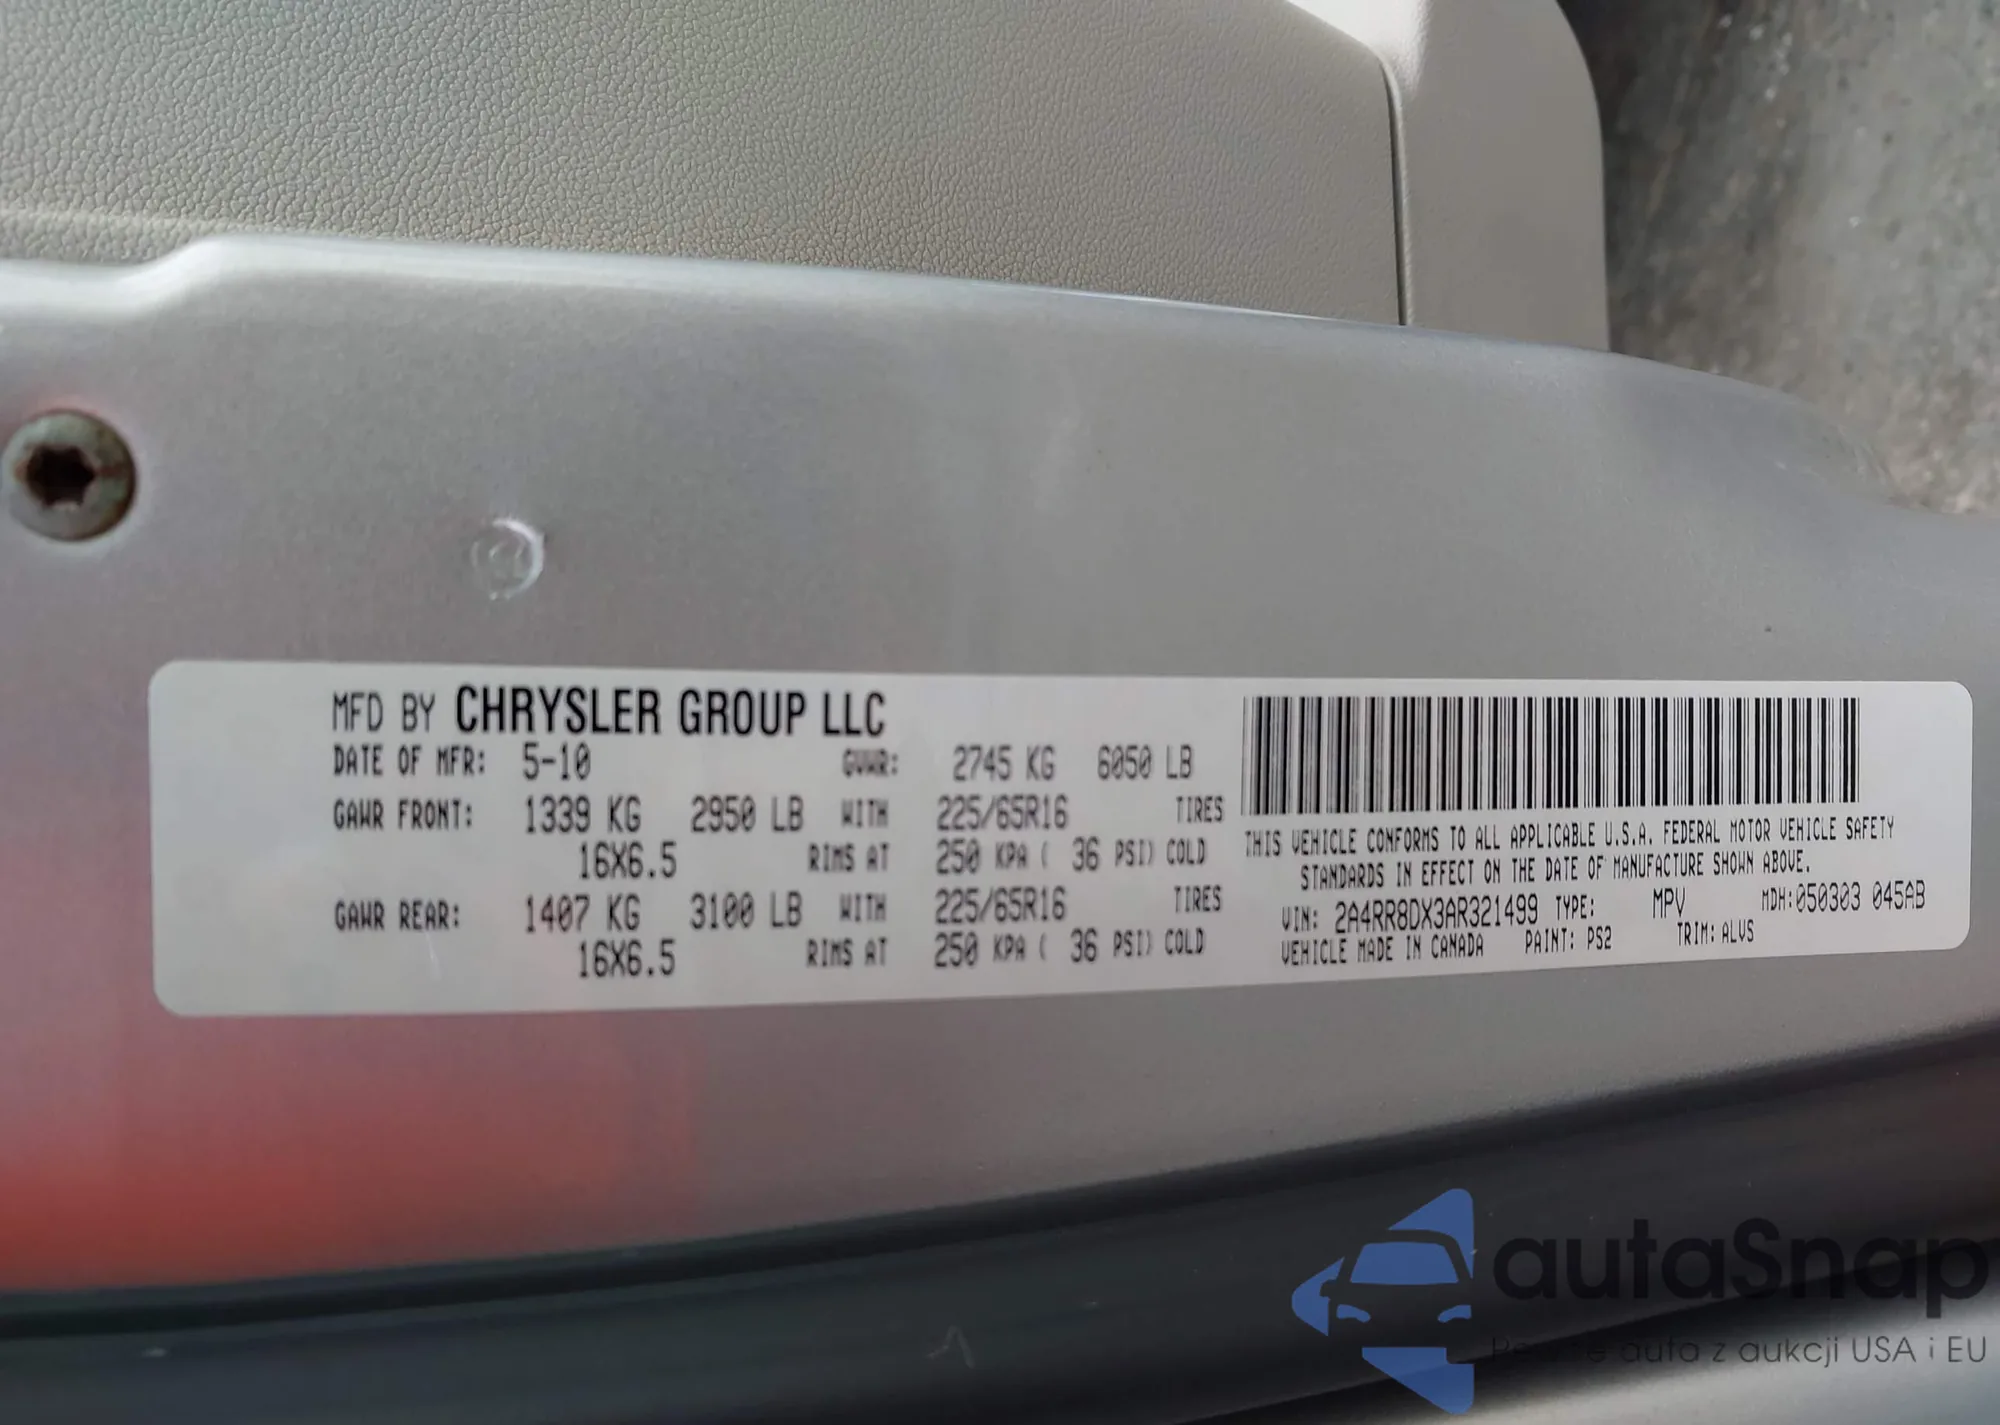 MFD BY CHRYSLER GROUP LLC
DATE OF MFR: 5-10 GVWR: 2745 KG 6050 LB
GAWR FRONT: 1339 KG 2950 LB WITH 225/65R16 TIRES
16X6.5 RIMS AT 250 KPA ( 36 PSI) COLD
GAWR REAR: 1407 KG 3100 LB WITH 225/65R16 TIRES
16X6.5 RIMS AT 250 KPA ( 36 PSI) COLD
THIS VEHICLE CONFORMS TO ALL APPLICABLE U.S.A. FEDERAL MOTOR VEHICLE SAFETY
STANDARDS IN EFFECT ON THE DATE OF MANUFACTURE SHOWN ABOVE.
VIN: 2A4RR8DX3AR321499 TYPE: MPV MDH:050303 045AB
VEHICLE MADE IN CANADA PAINT: PS2 TRIM: ALVS
autaSnap
auta z aukcji USA i EU